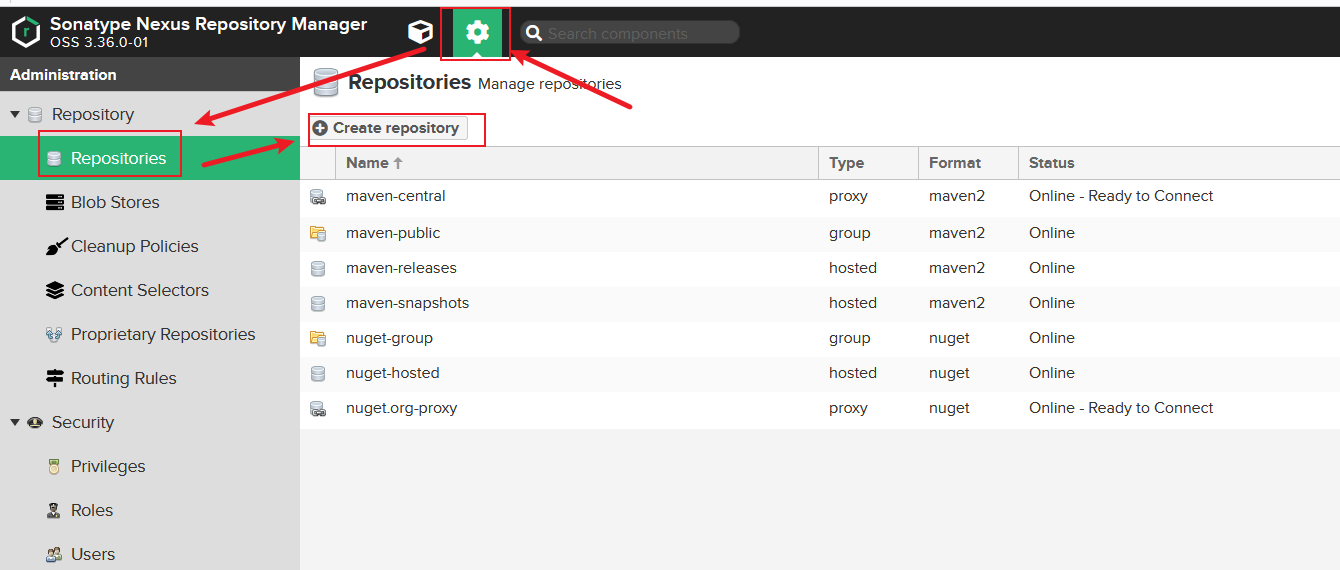 Sonatype Nexus Repository Manager
OSS 3.36.0-01
Search components
Administration
Repository
Repositories
Blob Stores
Cleanup Policies
Content Selectors
Proprietary Repositories
Routing Rules
Security
Privileges
Roles
Users
Repositories Manage repositories
Create repository
Name Type Format Status
maven-central proxy maven2 Online - Ready to Connect
maven-public group maven2 Online
maven-releases hosted maven2 Online
maven-snapshots hosted maven2 Online
nuget-group group nuget Online
nuget-hosted hosted nuget Online
nuget.org-proxy proxy nuget Online - Ready to Connect